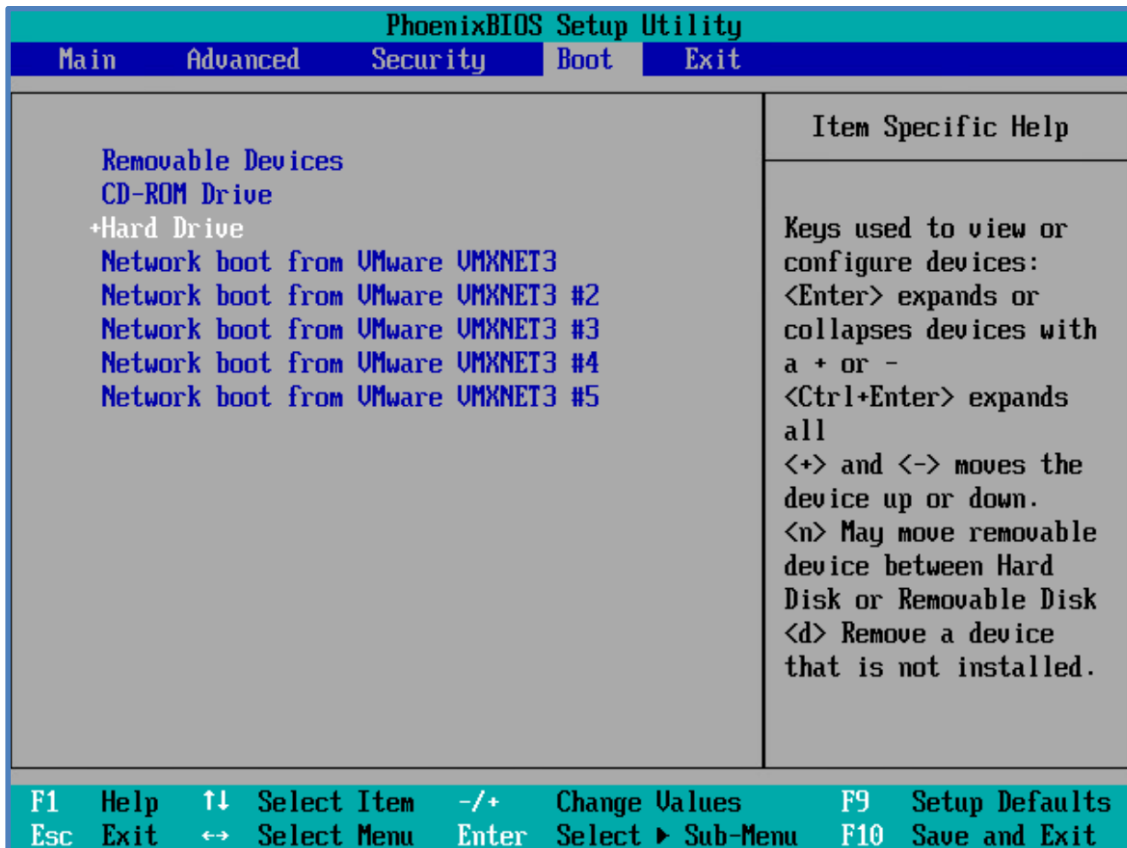 PhoenixBIOS Setup Utility
Main Advanced Security Boot Exit
Removable Devices
CD-ROM Drive
+Hard Drive
Network boot from VMware VMXNET3
Network boot from VMware VMXNET3 #2
Network boot from VMware VMXNET3 #3
Network boot from VMware VMXNET3 #4
Network boot from VMware VMXNET3 #5
Item Specific Help
Keys used to view or
configure devices:
<Enter> expands or
collapses devices with
a + or -
<Ctrl+Enter> expands
all
<+> and <-> moves the
device up or down.
<n> May move removable
device between Hard
Disk or Removable Disk
<d> Remove a device
that is not installed.
F1 Help ↑↓ Select Item -/+ Change Values F9 Setup Defaults
Esc Exit ↔ Select Menu Enter Select ▶ Sub-Menu F10 Save and Exit